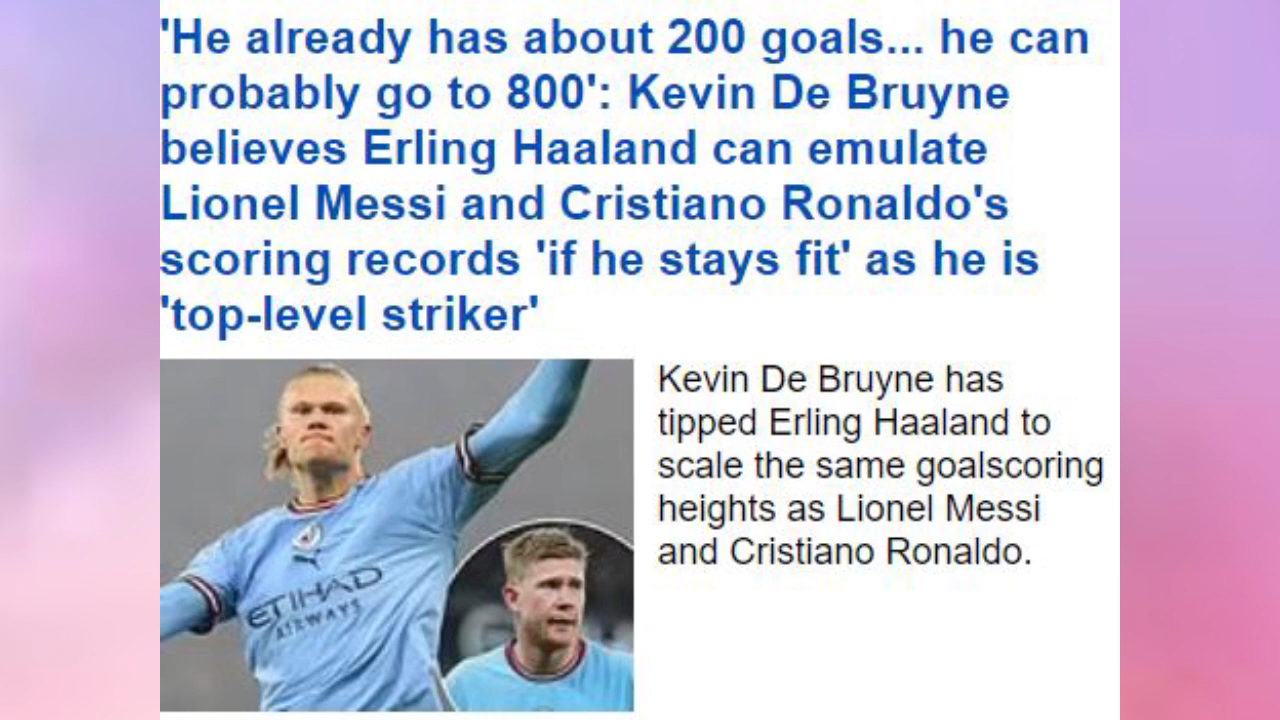 'He already has about 200 goals... he can
probably go to 800': Kevin De Bruyne
believes Erling Haaland can emulate
Lionel Messi and Cristiano Ronaldo's
scoring records 'if he stays fit' as he is
'top-level striker'
Kevin De Bruyne has
tipped Erling Haaland to
scale the same goalscoring
heights as Lionel Messi
and Cristiano Ronaldo.
ETIHAD
AIRWAYS